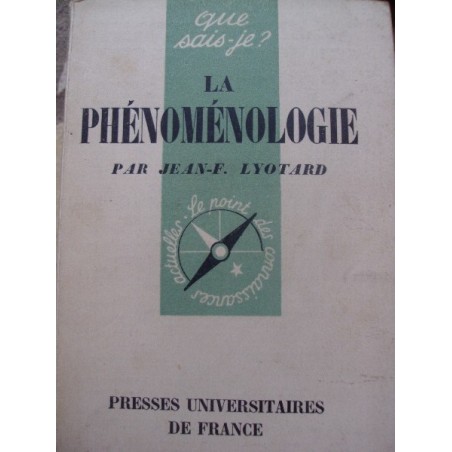 que
sais-je?
LA
PHÉNOMÉNOLOGIE
PAR JEAN-F. LYOTARD
Le point des connaissances actuelles.
PRESSES UNIVERSITAIRES
DE FRANCE